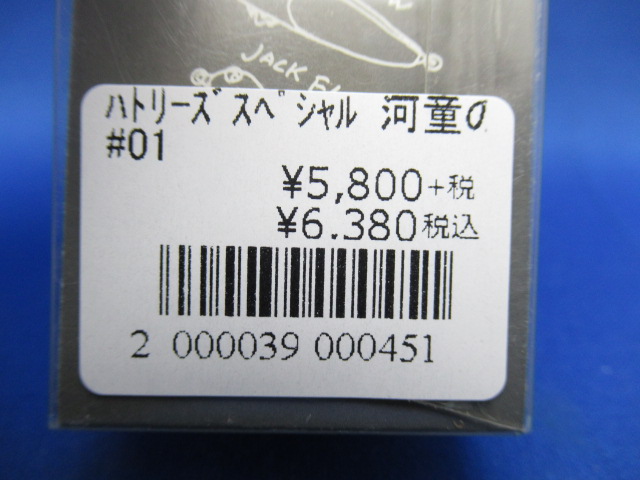 JACK
ﾊﾄﾘｰｽﾞｽﾍﾟｼｬﾙ 河童の
#01
¥5,800+税
¥6.380税込
2 000039 000451